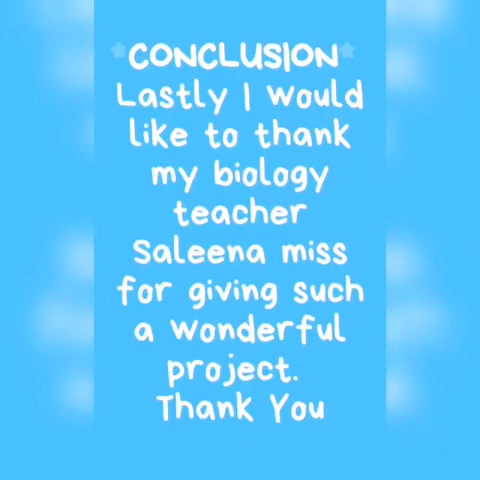 CONCLUSION
Lastly I would
like to thank
my biology
teacher
Saleena miss
for giving such
a wonderful
project.
Thank You